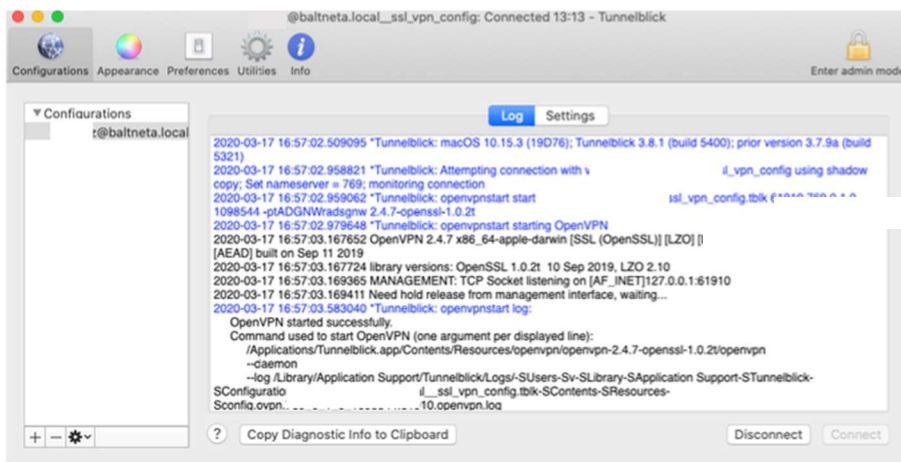 @baltneta.local__ssl_vpn_config: Connected 13:13 - Tunnelblick
Configurations Appearance Preferences Utilities Info Enter admin mode
Configurations
z@baltneta.local
Log Settings
2020-03-17 16:57:02.509095 *Tunnelblick: macOS 10.15.3 (19D76); Tunnelblick 3.8.1 (build 5400); prior version 3.7.9a (build
5321)
2020-03-17 16:57:02.958821 *Tunnelblick: Attempting connection with l_vpn_config using shadow
copy; Set nameserver = 769; monitoring connection
2020-03-17 16:57:02.959062 *Tunnelblick: openvpnstart start ssl_vpn_config.tblk
1098544 -ptADGNWradsgnw 2.4.7-openssl-1.0.2t
2020-03-17 16:57:02.979648 *Tunnelblick: openvpnstart starting OpenVPN
2020-03-17 16:57:03.167652 OpenVPN 2.4.7 x86_64-apple-darwin [SSL (OpenSSL)] [LZO]
[AEAD] built on Sep 11 2019
2020-03-17 16:57:03.167724 library versions: OpenSSL 1.0.2t 10 Sep 2019, LZO 2.10
2020-03-17 16:57:03.169365 MANAGEMENT: TCP Socket listening on [AF_INET]127.0.0.1:61910
2020-03-17 16:57:03.169411 Need hold release from management interface, waiting...
2020-03-17 16:57:03.583040 *Tunnelblick: openvpnstart log:
OpenVPN started successfully.
Command used to start OpenVPN (one argument per displayed line):
/Applications/Tunnelblick.app/Contents/Resources/openvpn/openvpn-2.4.7-openssl-1.0.2t/openvpn
--daemon
--log /Library/Application Support/Tunnelblick/Logs/-SUsers-Sv-SLibrary-SApplication Support-STunnelblick-
SConfiguratio l__ssl_vpn_config.tblk-SContents-SResources-
Sconfig.ovpn. 10.openvpn.log
? Copy Diagnostic Info to Clipboard Disconnect Connect